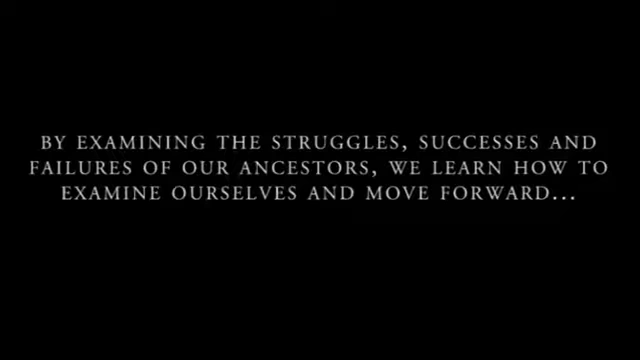 BY EXAMINING THE STRUGGLES, SUCCESSES AND
FAILURES OF OUR ANCESTORS, WE LEARN HOW TO
EXAMINE OURSELVES AND MOVE FORWARD...